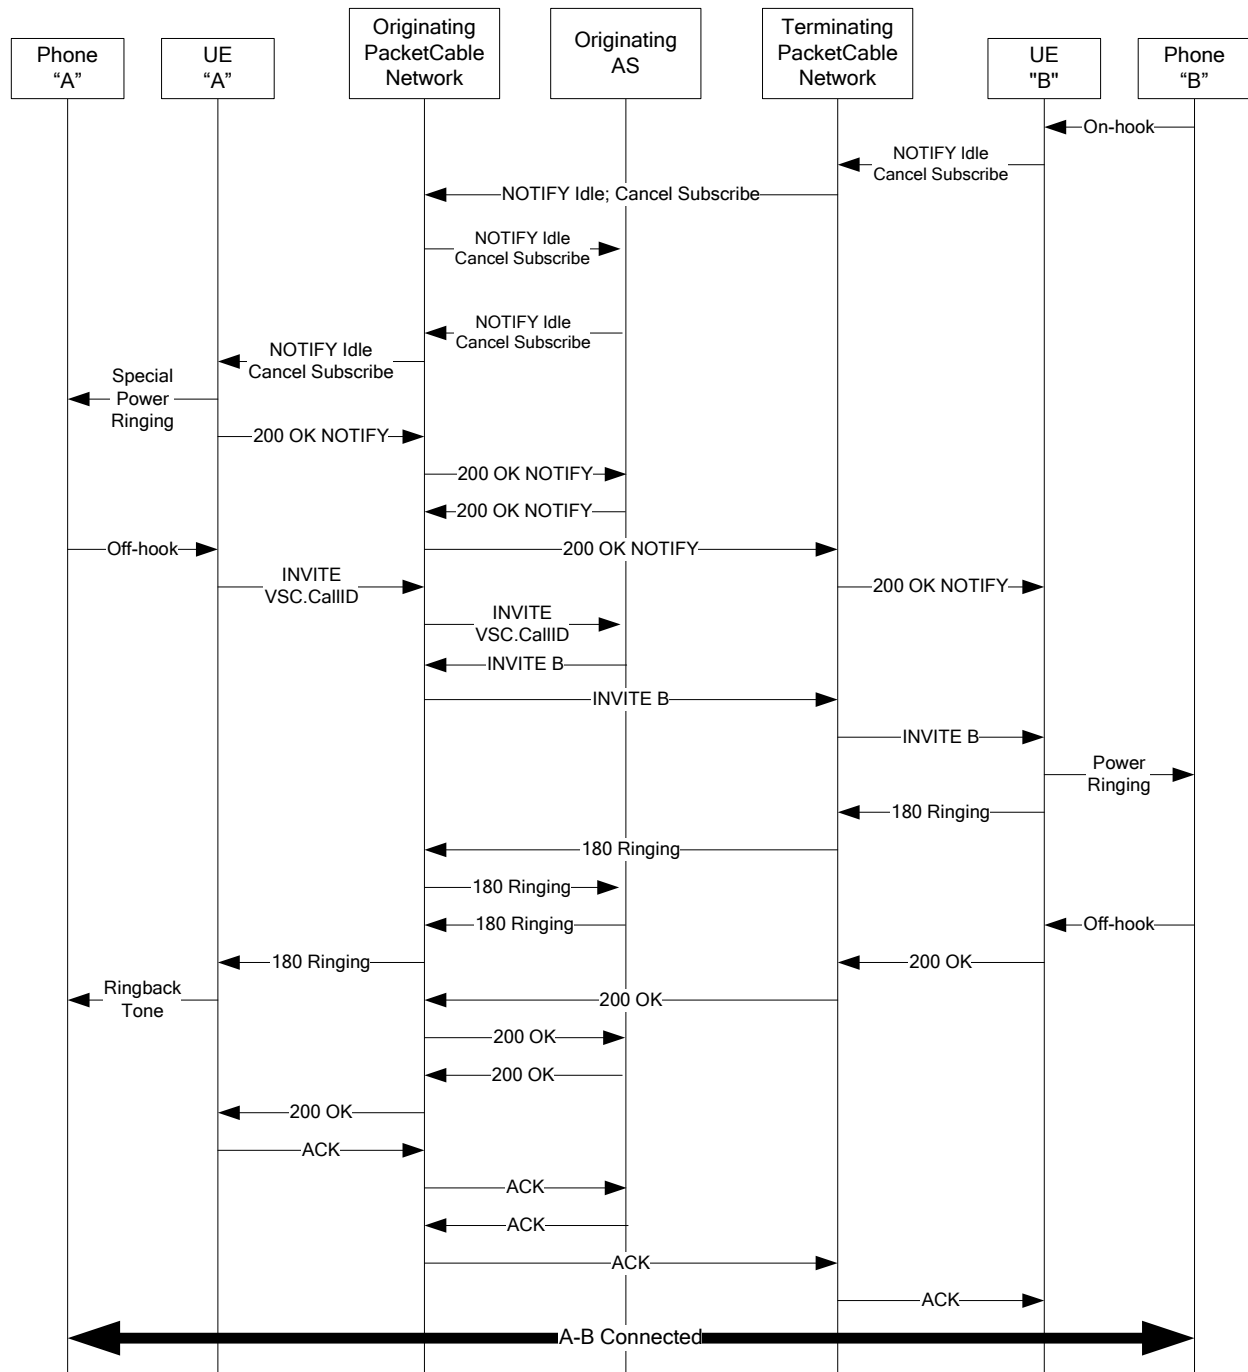 Phone
“A”
UE
“A”
Originating
PacketCable
Network
Originating
AS
Terminating
PacketCable
Network
UE
"B"
Phone
“B”
On-hook
NOTIFY Idle
Cancel Subscribe
NOTIFY Idle; Cancel Subscribe
NOTIFY Idle
Cancel Subscribe
NOTIFY Idle
Cancel Subscribe
NOTIFY Idle
Cancel Subscribe
Special
Power
Ringing
200 OK NOTIFY
200 OK NOTIFY
200 OK NOTIFY
Off-hook
200 OK NOTIFY
INVITE
VSC.CallID
200 OK NOTIFY
INVITE
VSC.CallID
INVITE B
INVITE B
INVITE B
Power
Ringing
180 Ringing
180 Ringing
180 Ringing
180 Ringing
Off-hook
180 Ringing
200 OK
Ringback
Tone
200 OK
200 OK
200 OK
200 OK
ACK
ACK
ACK
ACK
ACK
A-B Connected